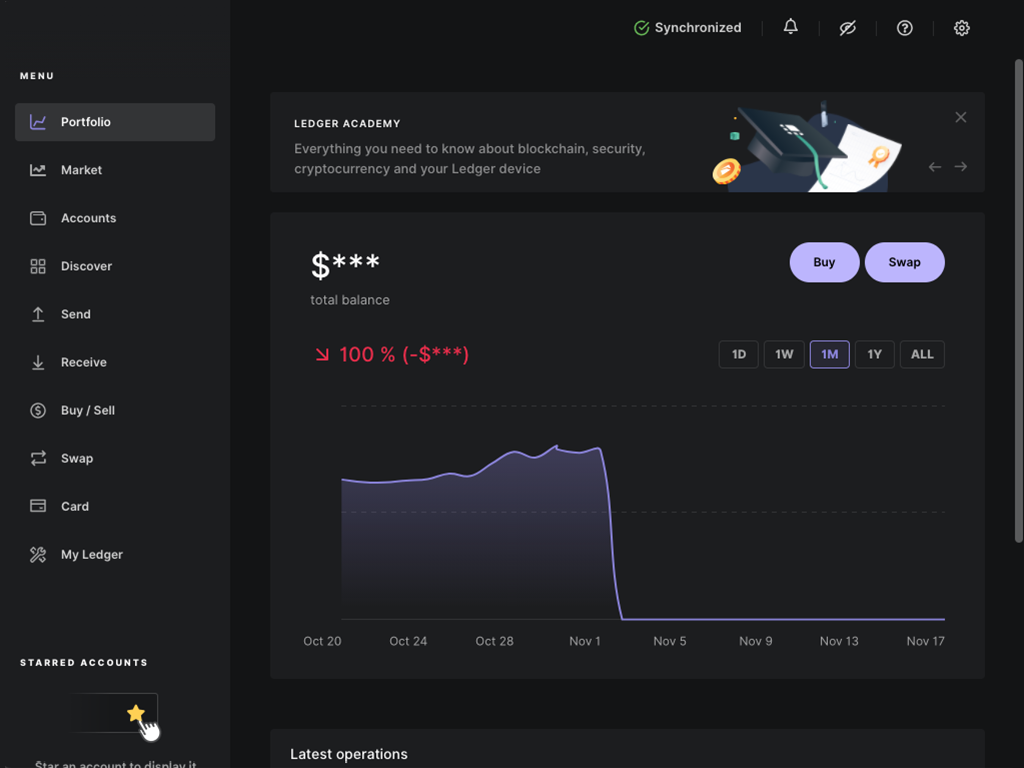 Synchronized
MENU
Portfolio
Market
Accounts
Discover
Send
Receive
Buy / Sell
Swap
Card
My Ledger
STARRED ACCOUNTS
Star an account to display it
LEDGER ACADEMY
Everything you need to know about blockchain, security,
cryptocurrency and your Ledger device
$***
total balance
Buy
Swap
100 % (-$***)
1D
1W
1M
1Y
ALL
Oct 20
Oct 24
Oct 28
Nov 1
Nov 5
Nov 9
Nov 13
Nov 17
Latest operations